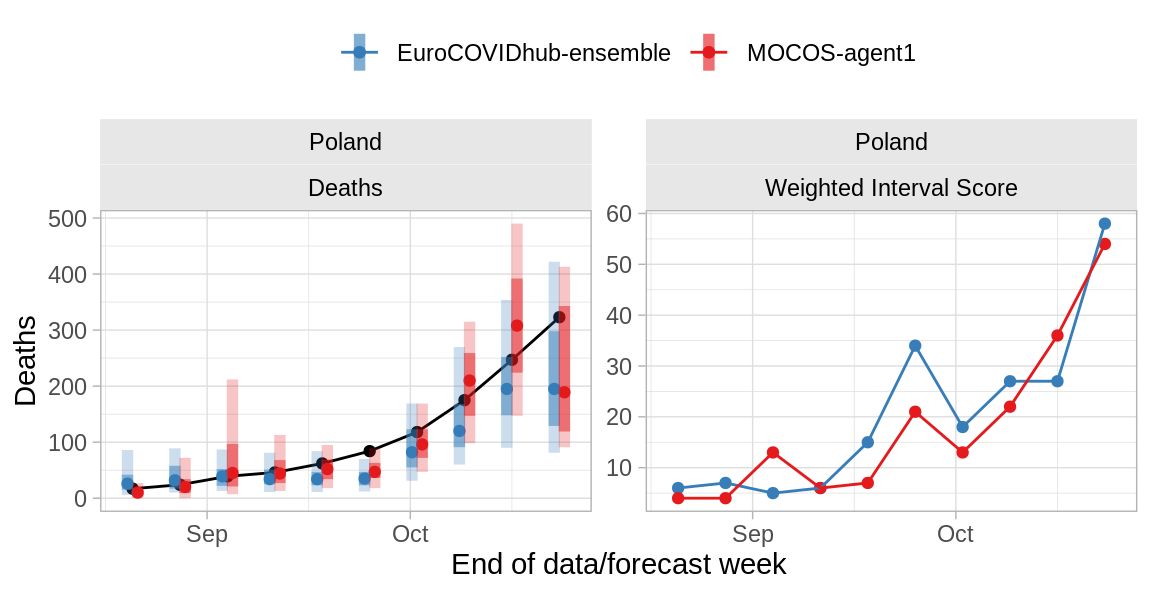 EuroCOVIDhub-ensemble MOCOS-agent1
Poland
Deaths
500
400
300
200
100
0
Deaths
Sep Oct
Poland
Weighted Interval Score
60
50
40
30
20
10
Sep Oct
End of data/forecast week